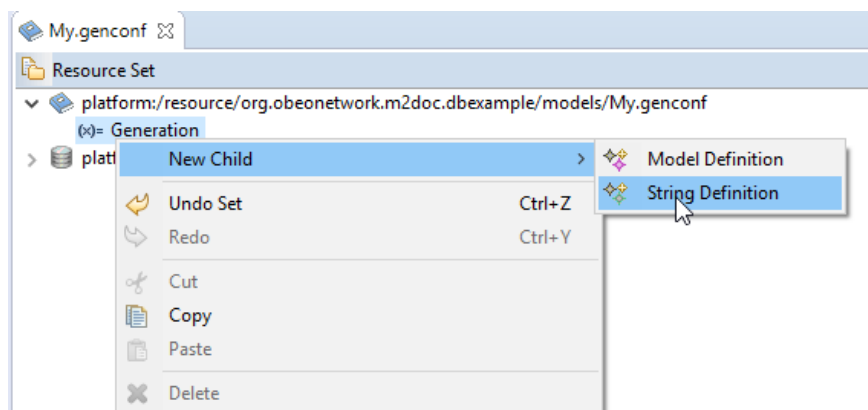 My.genconf
Resource Set
platform:/resource/org.obeonetwork.m2doc.dbexample/models/My.genconf
(x)= Generation
platf
New Child
Model Definition
String Definition
Undo Set Ctrl+Z
Redo Ctrl+Y
Cut
Copy
Paste
Delete